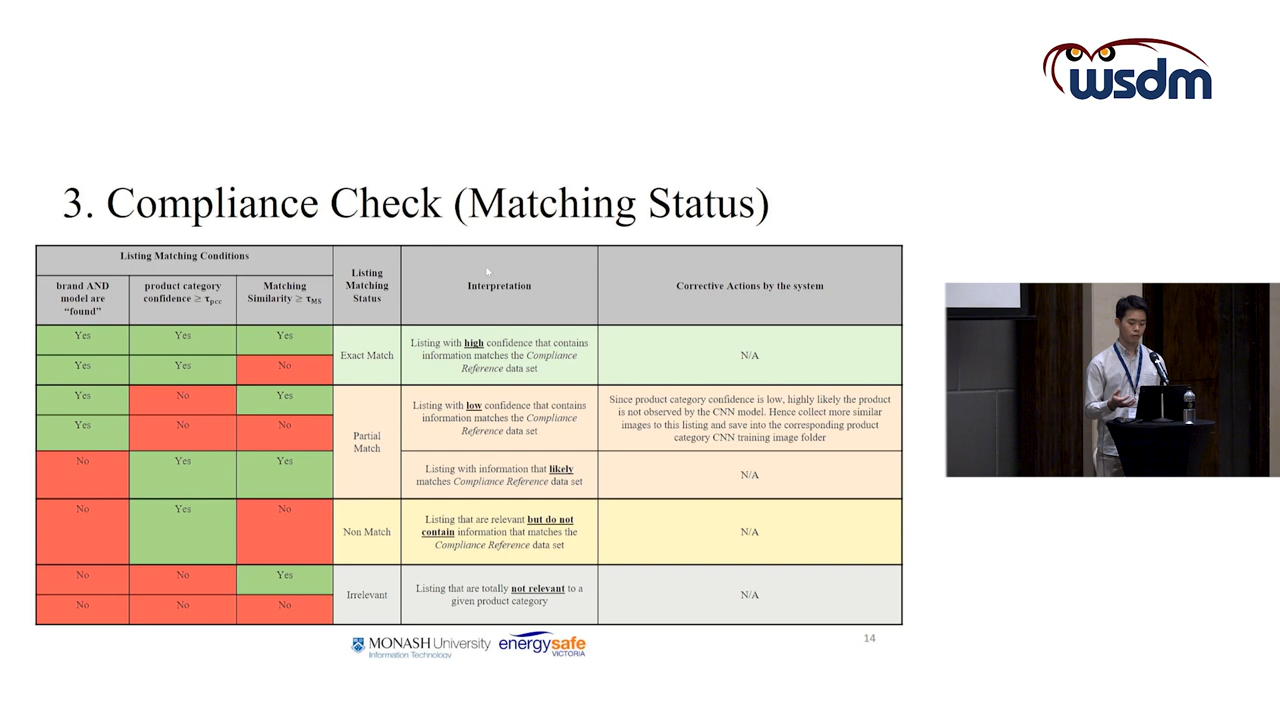 wsdm
3. Compliance Check (Matching Status)
Listing Matching Conditions
Listing
Matching
Status
Interpretation
Corrective Actions by the system
brand AND
model are
“found”
product category
confidence ≥ τpcc
Matching
Similarity ≥ τMS
Yes Yes Yes
Exact Match
Listing with high confidence that contains
information matches the Compliance
Reference data set
N/A
Yes Yes No
Yes No Yes
Partial
Match
Listing with low confidence that contains
information matches the Compliance
Reference data set
Since product category confidence is low, highly likely the product
is not observed by the CNN model. Hence collect more similar
images to this listing and save into the corresponding product
category CNN training image folder
Yes No No
No Yes Yes
Listing with information that likely
matches Compliance Reference data set
N/A
No Yes No
Non Match
Listing that are relevant but do not
contain information that matches the
Compliance Reference data set
N/A
No No Yes
Irrelevant
Listing that are totally not relevant to a
given product category
N/A
No No No
MONASH University
Information Technology
energysafe
VICTORIA
14